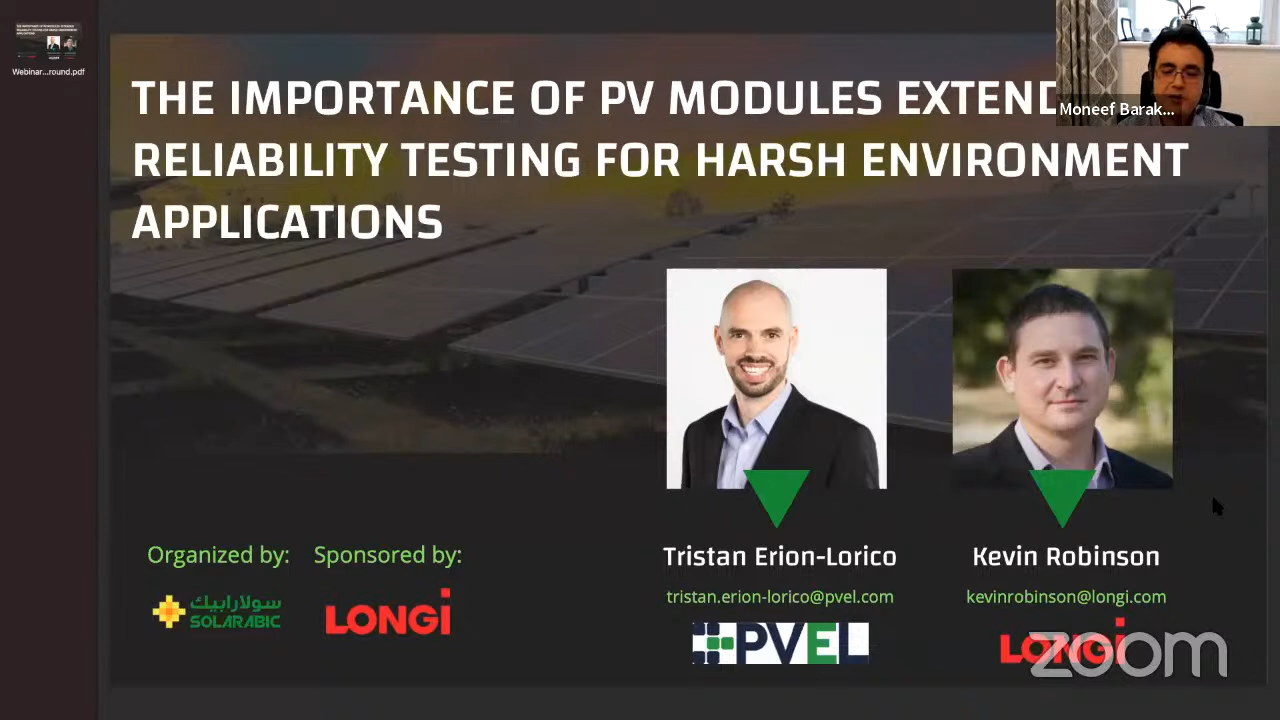 Webinar...round.pdf
THE IMPORTANCE OF PV MODULES EXTEND
RELIABILITY TESTING FOR HARSH ENVIRONMENT
APPLICATIONS
Moneef Barak...
Organized by:
Sponsored by:
سولارابيك
SOLARABIC
LONGi
Tristan Erion-Lorico
tristan.erion-lorico@pvel.com
PVEL
Kevin Robinson
kevinrobinson@longi.com
LONGi
zoom